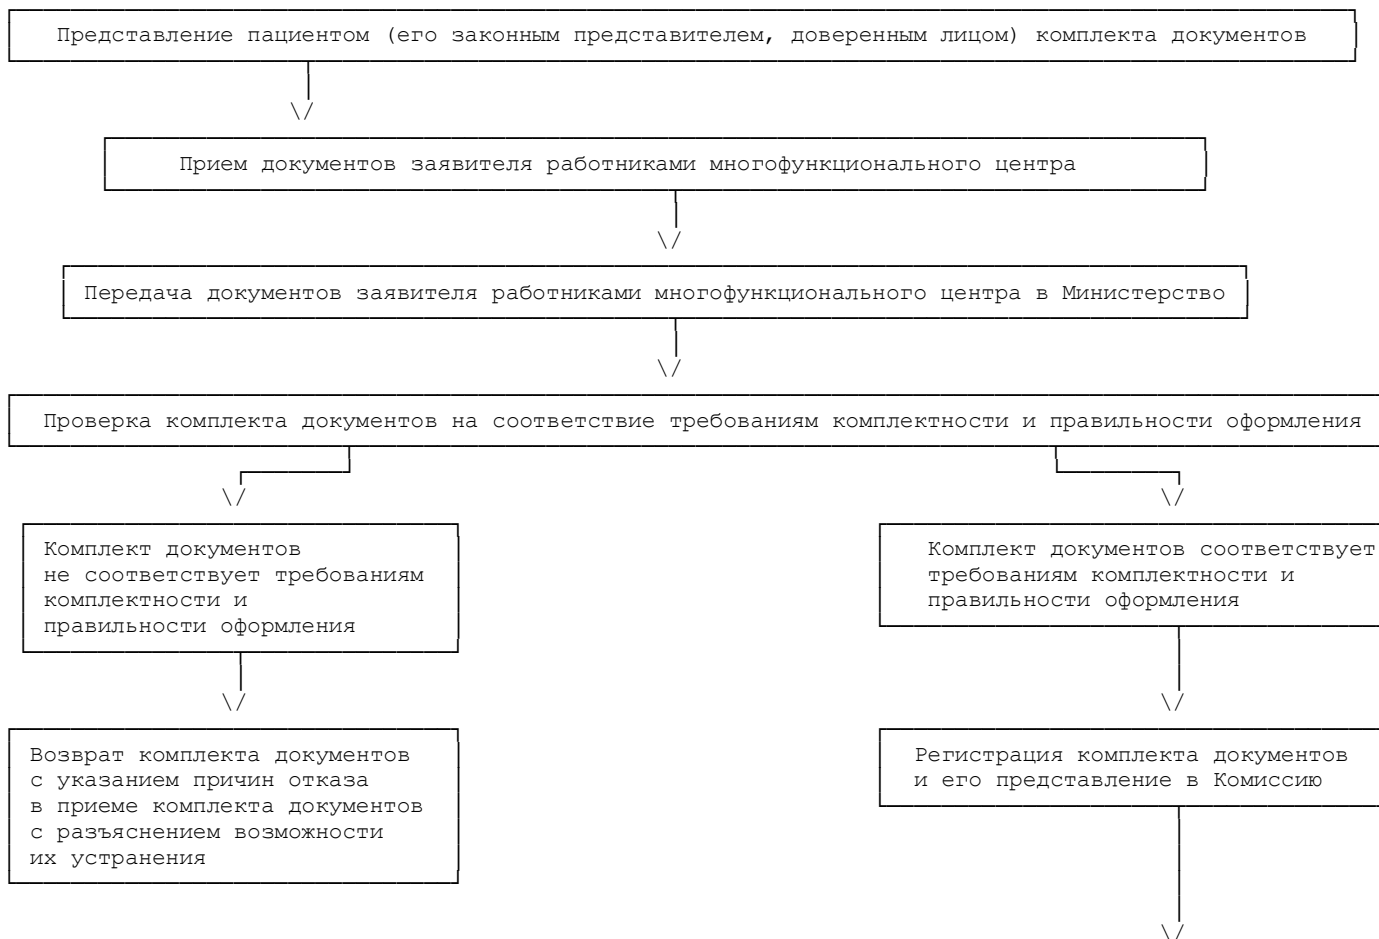 Представление пациентом (его законным представителем, доверенным лицом) комплекта документов
Прием документов заявителя работниками многофункционального центра
Передача документов заявителя работниками многофункционального центра в Министерство
Проверка комплекта документов на соответствие требованиям комплектности и правильности оформления
Комплект документов
не соответствует требованиям
комплектности и
правильности оформления
Комплект документов соответствует
требованиям комплектности и
правильности оформления
Возврат комплекта документов
с указанием причин отказа
в приеме комплекта документов
с разъяснением возможности
их устранения
Регистрация комплекта документов
и его представление в Комиссию